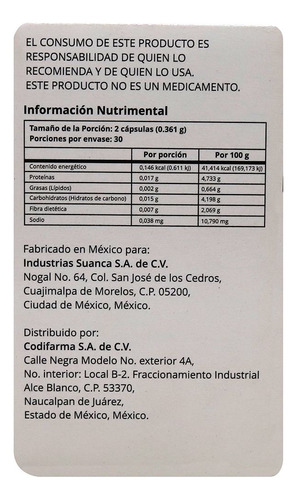 EL CONSUMO DE ESTE PRODUCTO ES
RESPONSABILIDAD DE QUIEN LO
RECOMIENDA Y DE QUIEN LO USA.
ESTE PRODUCTO NO ES UN MEDICAMENTO.
Información Nutrimental
Tamaño de la Porción: 2 cápsulas (0.361 g)
Porciones por envase: 30
Por porción Por 100 g
Contenido energético 0,146 kcal (0.611 kJ) 41,414 kcal (169,173 kJ)
Proteínas 0,017 g 4,733 g
Grasas (Lípidos) 0,002 g 0,664 g
Carbohidratos (Hidratos de carbono) 0,015 g 4,198 g
Fibra dietética 0,007 g 2,069 g
Sodio 0,038 mg 10,790 mg
Fabricado en México para:
Industrias Suanca S.A. de C.V.
Nogal No. 64, Col. San José de los Cedros,
Cuajimalpa de Morelos, C.P. 05200,
Ciudad de México, México.
Distribuido por:
Codifarma S.A. de C.V.
Calle Negra Modelo No. exterior 4A,
No. interior: Local B-2. Fraccionamiento Industrial
Alce Blanco, C.P. 53370,
Naucalpan de Juárez,
Estado de México, México.